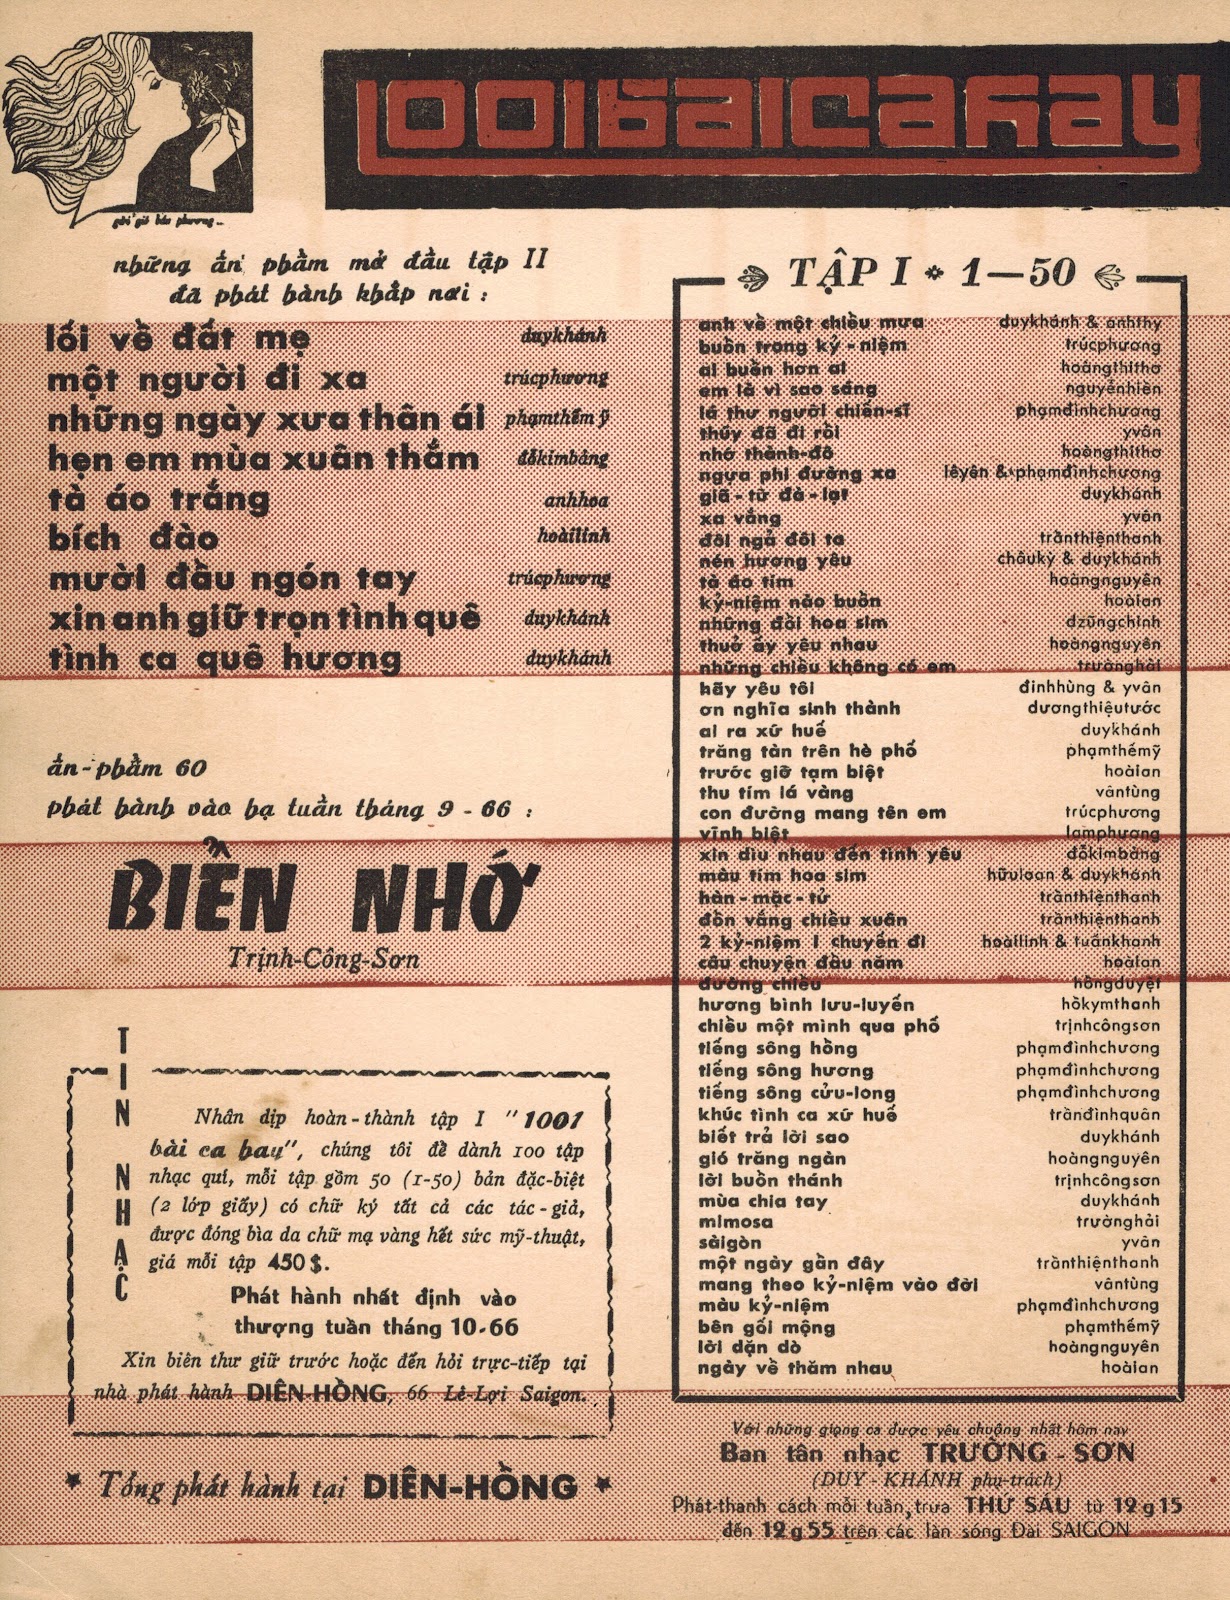 1001 bài ca hay
gửi gió bốn phương...
những ấn phẩm mở đầu tập II
đã phát hành khắp nơi :
lối về đất mẹ duykhánh
một người đi xa trúcphương
những ngày xưa thân ái phạmthếmỹ
hẹn em mùa xuân thắm đỗkimbảng
tà áo trắng anhhoa
bích đào hoàilinh
mười đầu ngón tay trúcphương
xin anh giữ trọn tình quê duykhánh
tình ca quê hương duykhánh
ấn-phẩm 60
phát hành vào hạ tuần tháng 9 - 66 :
BIỂN NHỚ
Trịnh-Công-Sơn
TIN NHẠC
Nhân dịp hoàn-thành tập I "1001
bài ca hay", chúng tôi để dành 100 tập
nhạc quí, mỗi tập gồm 50 (1-50) bản đặc-biệt
(2 lớp giấy) có chữ ký tất cả các tác-giả,
được đóng bìa da chữ mạ vàng hết sức mỹ-thuật,
giá mỗi tập 450$.
Phát hành nhất định vào
thượng tuần tháng 10-66
Xin biên thư giữ trước hoặc đến hỏi trực-tiếp tại
nhà phát hành DIÊN-HỒNG, 66 Lê-Lợi Saigon.
★ Tổng phát hành tại DIÊN-HỒNG ★
TẬP I * 1—50
anh về một chiều mưa duykhánh & anhthy
buồn trong kỷ-niệm trúcphương
ai buồn hơn ai hoàngthithơ
em là vì sao sáng nguyễnhiền
lá thư người chiến-sĩ phạmđìnhchương
thúy đã đi rồi yvân
nhớ thành-đô hoàngthithơ
ngựa phi đường xa lêyên & phạmđìnhchương
giã-từ đà-lạt duykhánh
xa vắng yvân
đôi ngả đôi ta trầnthiệnthanh
nén hương yêu châukỳ & duykhánh
tà áo tím hoàngnguyên
kỷ-niệm nào buồn hoàian
những đồi hoa sim dzũngchinh
thuở ấy yêu nhau hoàngnguyên
những chiều không có em trườnghải
hãy yêu tôi đinhhùng & yvân
ơn nghĩa sinh thành dươngthiệutước
ai ra xứ huế duykhánh
trăng tàn trên hè phố phạmthếmỹ
trước giờ tạm biệt hoàian
thu tím lá vàng văntùng
con đường mang tên em trúcphương
vĩnh biệt lamphương
xin dìu nhau đến tình yêu đỗkimbảng
màu tím hoa sim hữuloan & duykhánh
hàn-mặc-tử trầnthiệnthanh
đồn vắng chiều xuân trầnthiệnthanh
2 kỷ-niệm 1 chuyến đi hoàilinh & tuấnkhanh
câu chuyện đầu năm hoàian
đường chiều hồngduyệt
hương bình lưu-luyến hồkymthanh
chiều một mình qua phố trịnhcôngsơn
tiếng sông hồng phạmđìnhchương
tiếng sông hương phạmđìnhchương
tiếng sông cửu-long phạmđìnhchương
khúc tình ca xứ huế trầnđìnhquân
biết trả lời sao duykhánh
gió trăng ngàn hoàngnguyên
lời buồn thánh trịnhcôngsơn
mùa chia tay duykhánh
mimosa trườnghải
sàigòn yvân
một ngày gần đây trầnthiệnthanh
mang theo kỷ-niệm vào đời văntùng
màu kỷ-niệm phạmđìnhchương
bên gối mộng phạmthếmỹ
lời dặn dò hoàngnguyên
ngày về thăm nhau hoàian
Với những giọng ca được yêu chuộng nhất hôm nay
Ban tân nhạc TRƯỜNG-SƠN
(DUY-KHÁNH phụ-trách)
Phát-thanh cách mỗi tuần, trưa THỨ SÁU từ 12g15
đến 12g55 trên các làn sóng Đài SAIGON